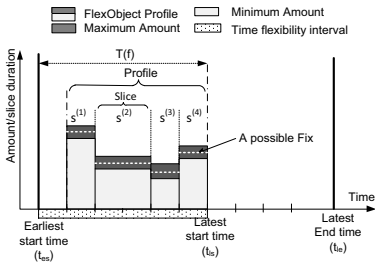 FlexObject Profile
Maximum Amount
Minimum Amount
Time flexibility interval
T(f)
Profile
Slice
s(1) s(2) s(3) s(4)
A possible Fix
Amount/slice duration
Time
Earliest
start time
(tes)
Latest
start time
(tls)
Latest
End time
(tle)